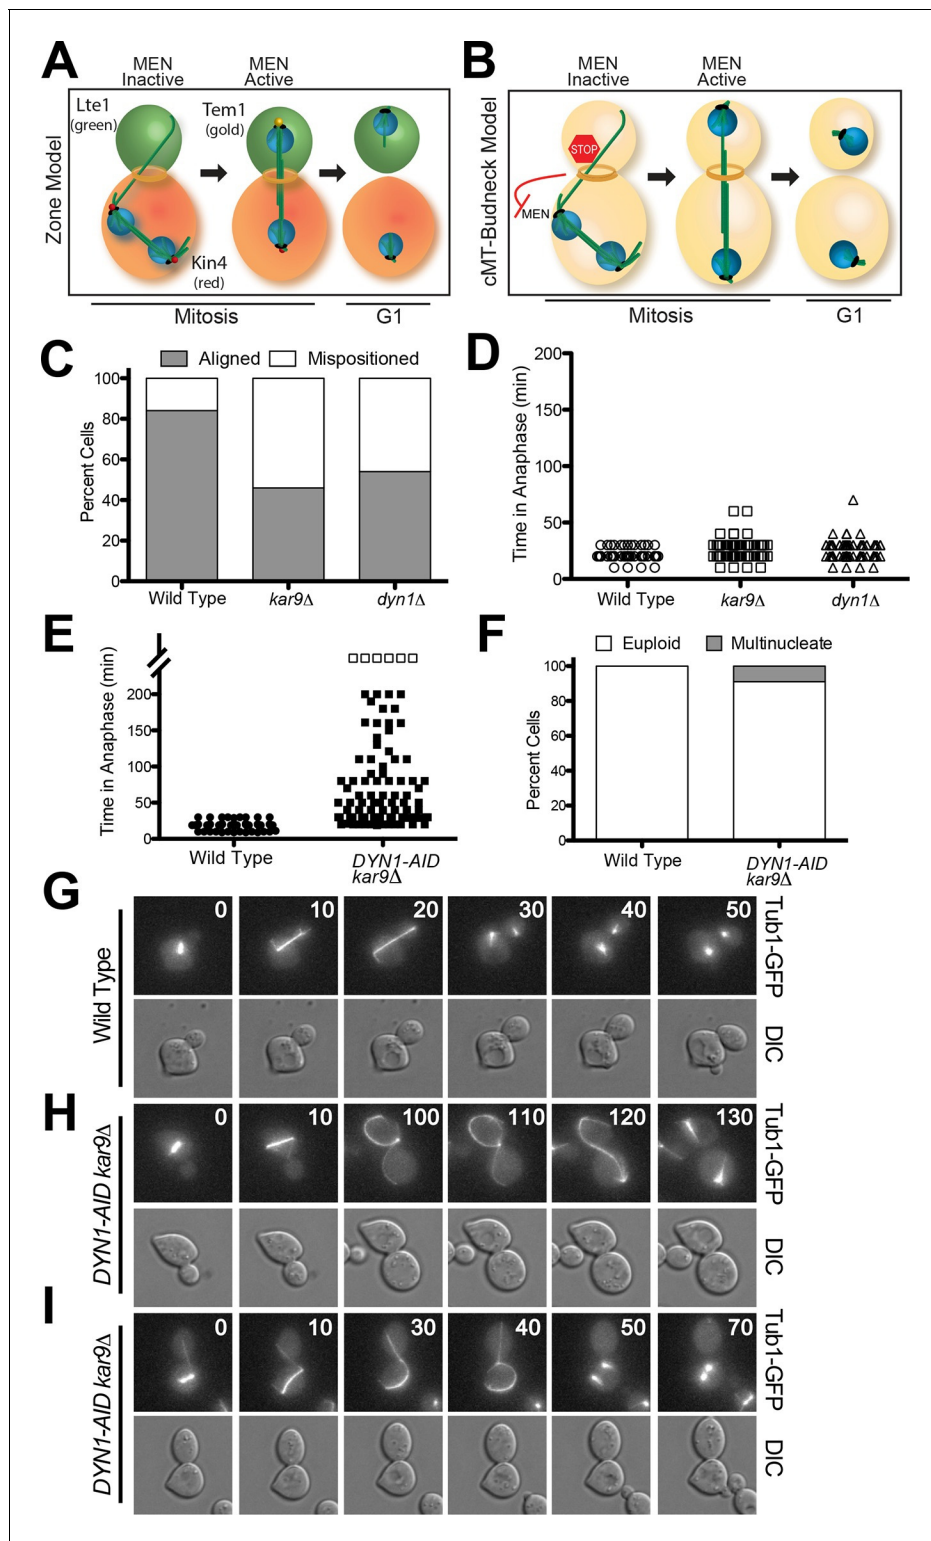 A
MEN
Inactive
MEN
Active
Zone Model
Lte1
(green)
Tem1
(gold)
Kin4
(red)
Mitosis
G1
B
MEN
Inactive
MEN
Active
cMT-Budneck Model
STOP
MEN
Mitosis
G1
C
Aligned
Mispositioned
Percent Cells
100
80
60
40
20
0
Wild Type
kar9Δ
dyn1Δ
D
Time in Anaphase (min)
200
150
100
50
0
Wild Type
kar9Δ
dyn1Δ
E
Time in Anaphase (min)
200
150
100
50
0
Wild Type
DYN1-AID
kar9Δ
F
Euploid
Multinucleate
Percent Cells
100
80
60
40
20
0
Wild Type
DYN1-AID
kar9Δ
G
Wild Type
0
10
20
30
40
50
Tub1-GFP
DIC
H
DYN1-AID kar9Δ
0
10
100
110
120
130
Tub1-GFP
DIC
I
DYN1-AID kar9Δ
0
10
30
40
50
70
Tub1-GFP
DIC